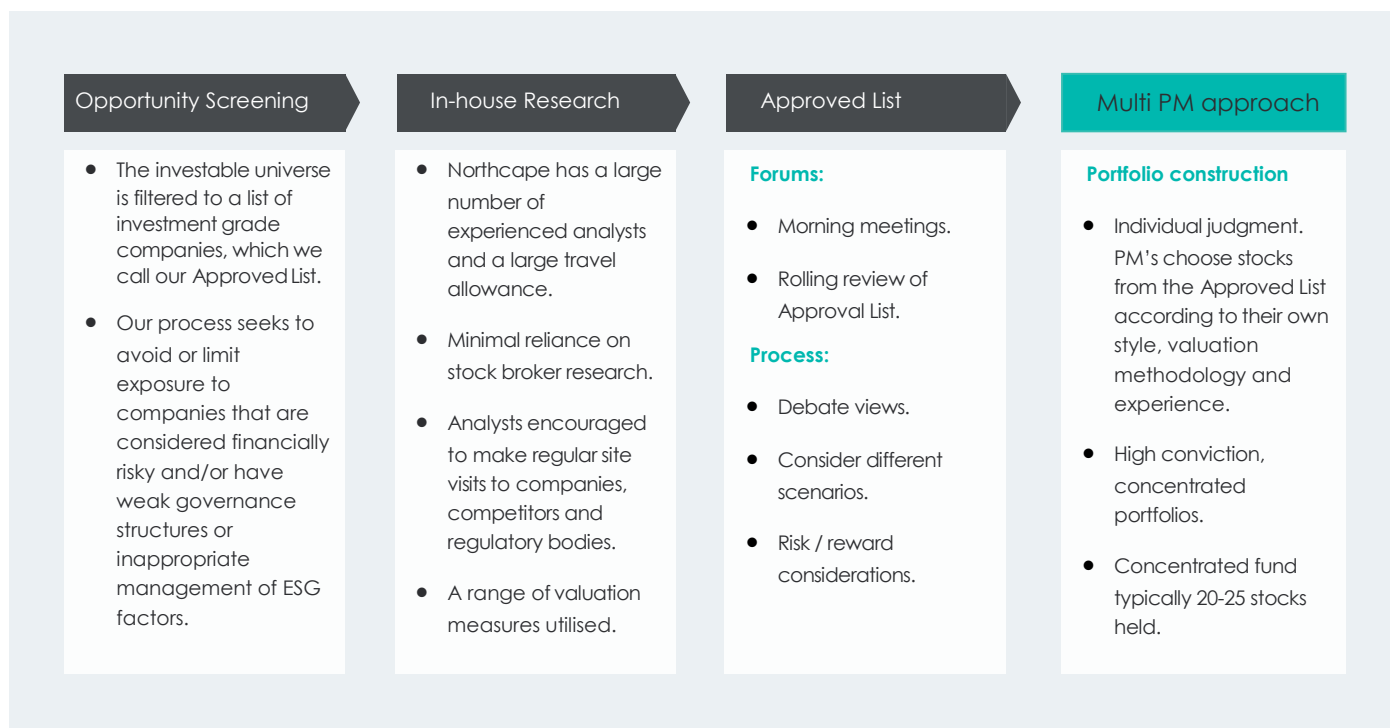 Opportunity Screening
• The investable universe
is filtered to a list of
investment grade
companies, which we
call our Approved List.
• Our process seeks to
avoid or limit
exposure to
companies that are
considered financially
risky and/or have
weak governance
structures or
inappropriate
management of ESG
factors.
In-house Research
• Northcape has a large
number of
experienced analysts
and a large travel
allowance.
• Minimal reliance on
stock broker research.
• Analysts encouraged
to make regular site
visits to companies,
competitors and
regulatory bodies.
• A range of valuation
measures utilised.
Approved List
Forums:
• Morning meetings.
• Rolling review of
Approval List.
Process:
• Debate views.
• Consider different
scenarios.
• Risk / reward
considerations.
Multi PM approach
Portfolio construction
• Individual judgment.
PM's choose stocks
from the Approved List
according to their own
style, valuation
methodology and
experience.
• High conviction,
concentrated
portfolios.
• Concentrated fund
typically 20-25 stocks
held.